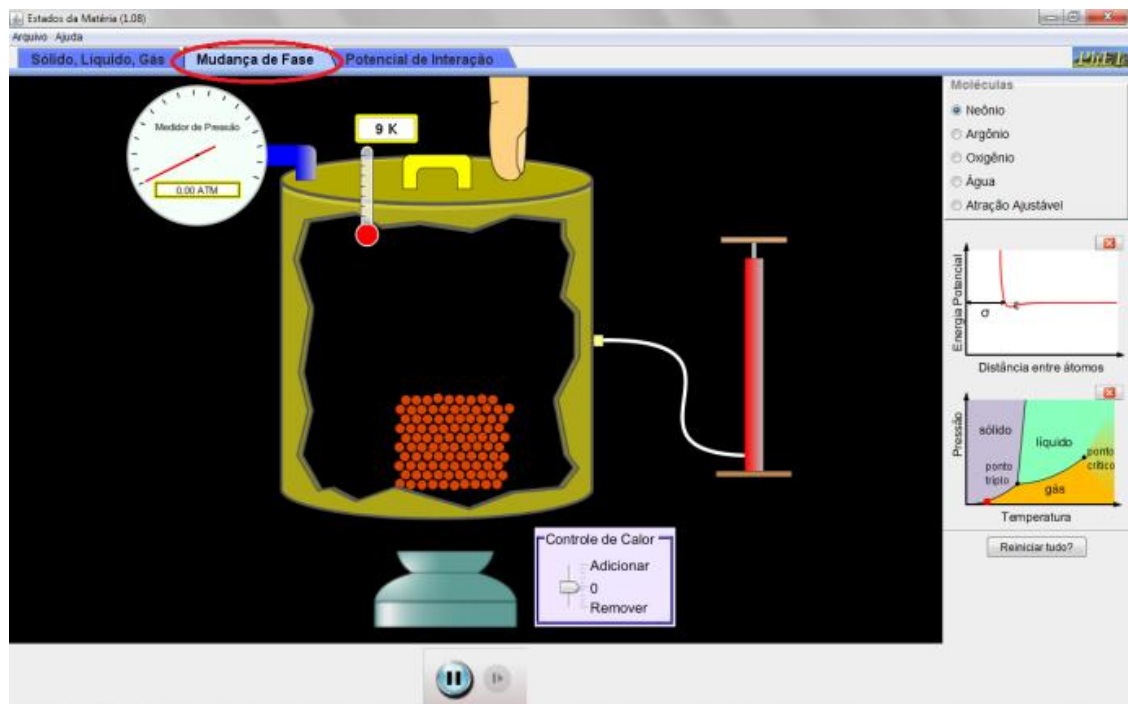 Estados da Matéria (1.08)
Arquivo Ajuda
Sólido, Líquido, Gás
Mudança de Fase
Potencial de Interação
PhET
Medidor de Pressão
0.00 ATM
9 K
Moléculas
Neônio
Argônio
Oxigênio
Água
Atração Ajustável
Energia Potencial
σ
ε
Distância entre átomos
Pressão
sólido
líquido
ponto
triplo
ponto
crítico
gás
Temperatura
Reiniciar tudo?
Controle de Calor
Adicionar
0
Remover